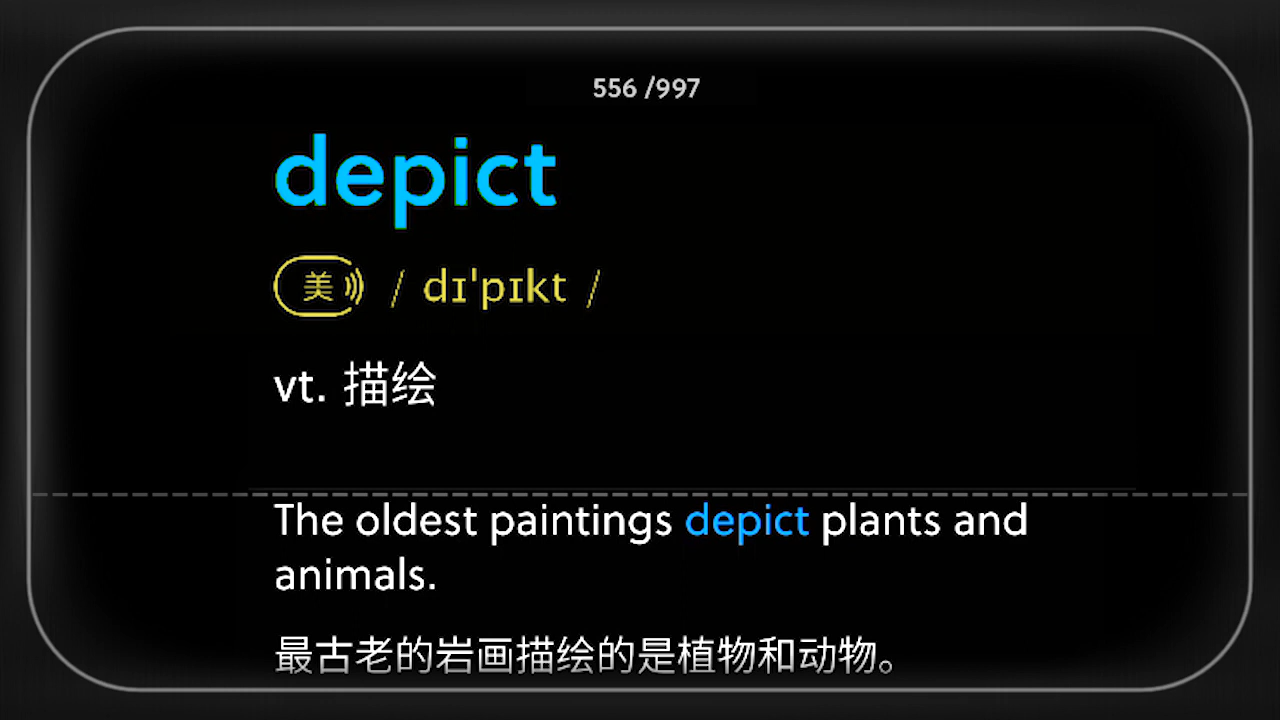 556 /997
depict
美 / dɪˈpɪkt /
vt. 描绘
The oldest paintings depict plants and
animals.
最古老的岩画描绘的是植物和动物。